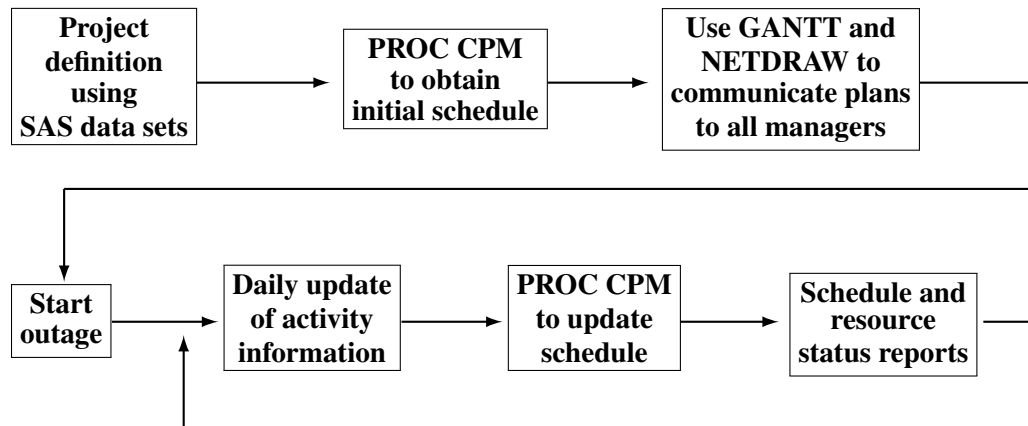 Project
definition
using
SAS data sets
PROC CPM
to obtain
initial schedule
Use GANTT and
NETDRAW to
communicate plans
to all managers
Start
outage
Daily update
of activity
information
PROC CPM
to update
schedule
Schedule and
resource
status reports